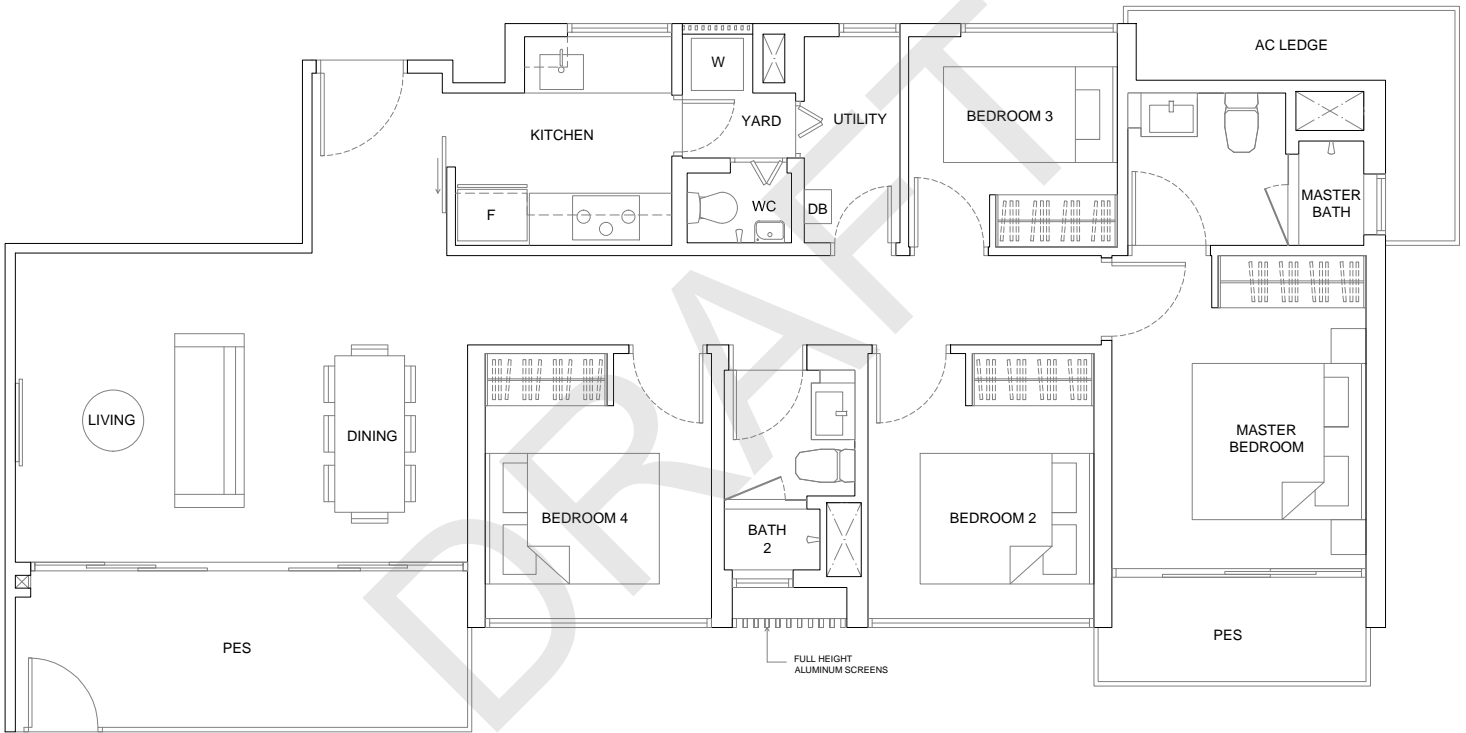 AC LEDGE
W
YARD
UTILITY
BEDROOM 3
KITCHEN
F
WC
DB
MASTER
BATH
LIVING
DINING
MASTER
BEDROOM
BEDROOM 4
BATH
2
BEDROOM 2
PES
PES
FULL HEIGHT
ALUMINUM SCREENS
DRAFT